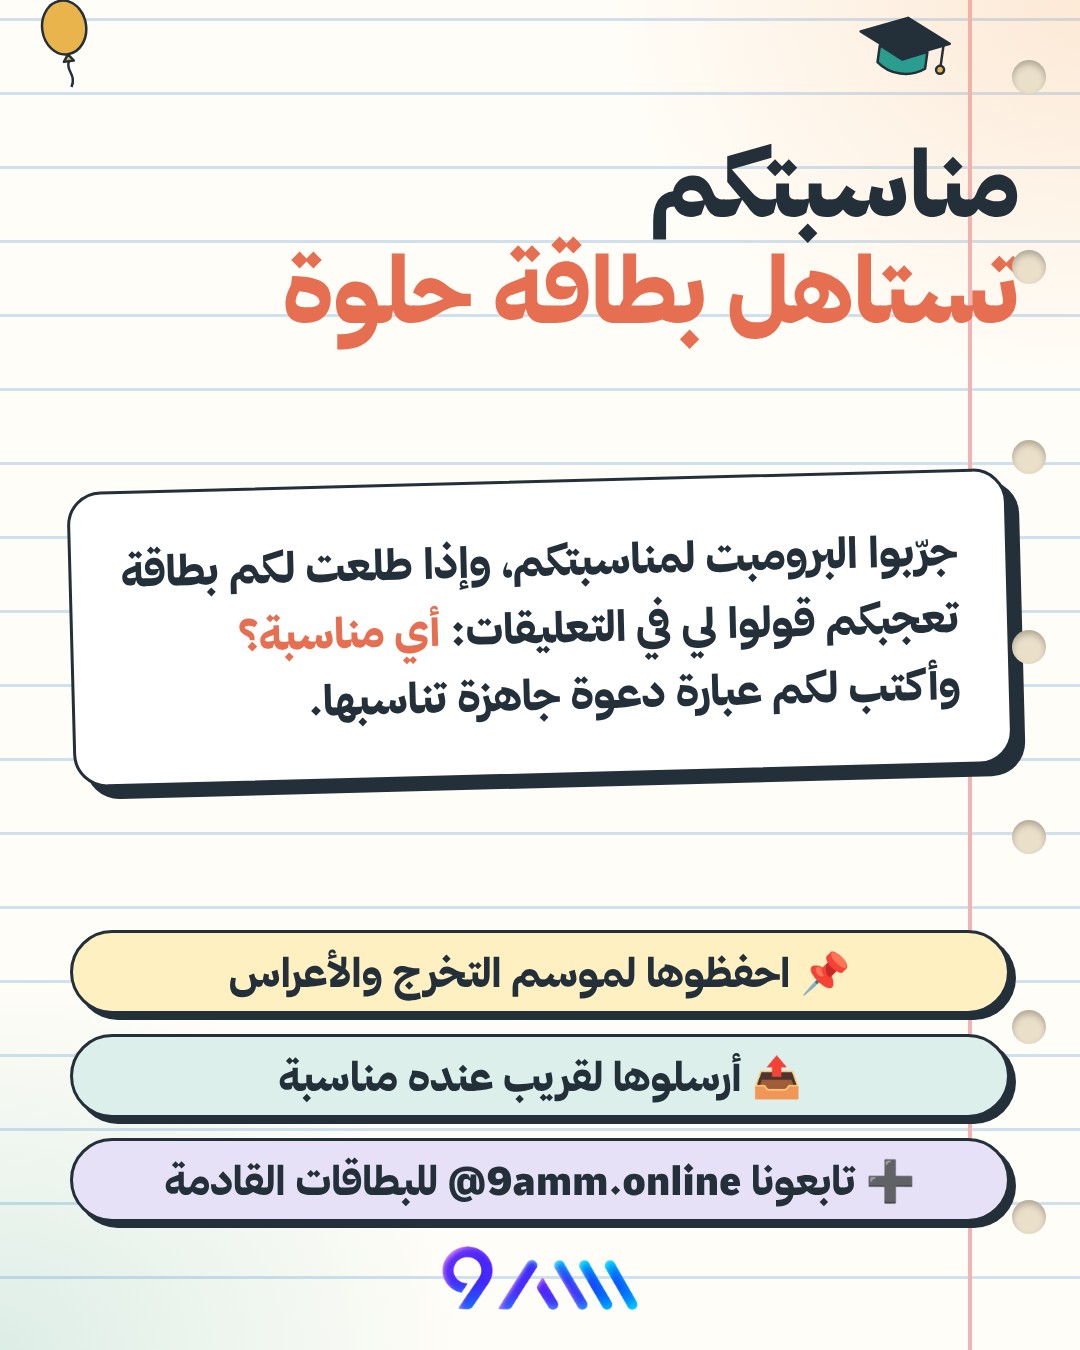 مناسبتكم
تستاهل بطاقة حلوة
جرّبوا البرومبت لمناسبتكم، وإذا طلعت لكم بطاقة
تعجبكم قولوا لي في التعليقات: أي مناسبة؟
وأكتب لكم عبارة دعوة جاهزة تناسبها.
📌 احفظوها لموسم التخرج والأعراس
📤 أرسلوها لقريب عنده مناسبة
➕ تابعونا @9amm.online للبطاقات القادمة
9AM